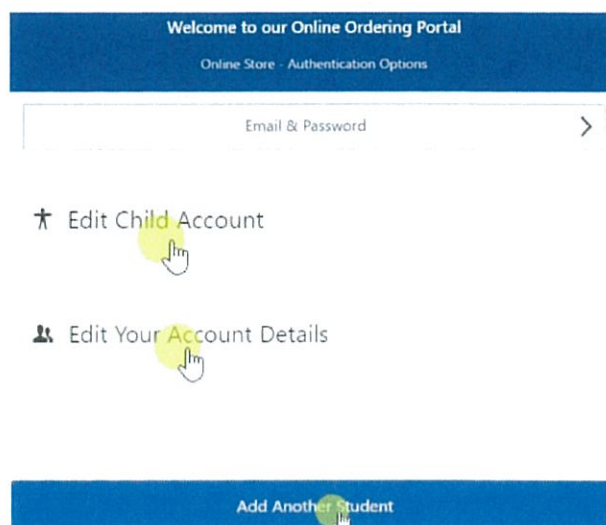 Welcome to our Online Ordering Portal
Online Store - Authentication Options
Email & Password
Edit Child Account
Edit Your Account Details
Add Another Student